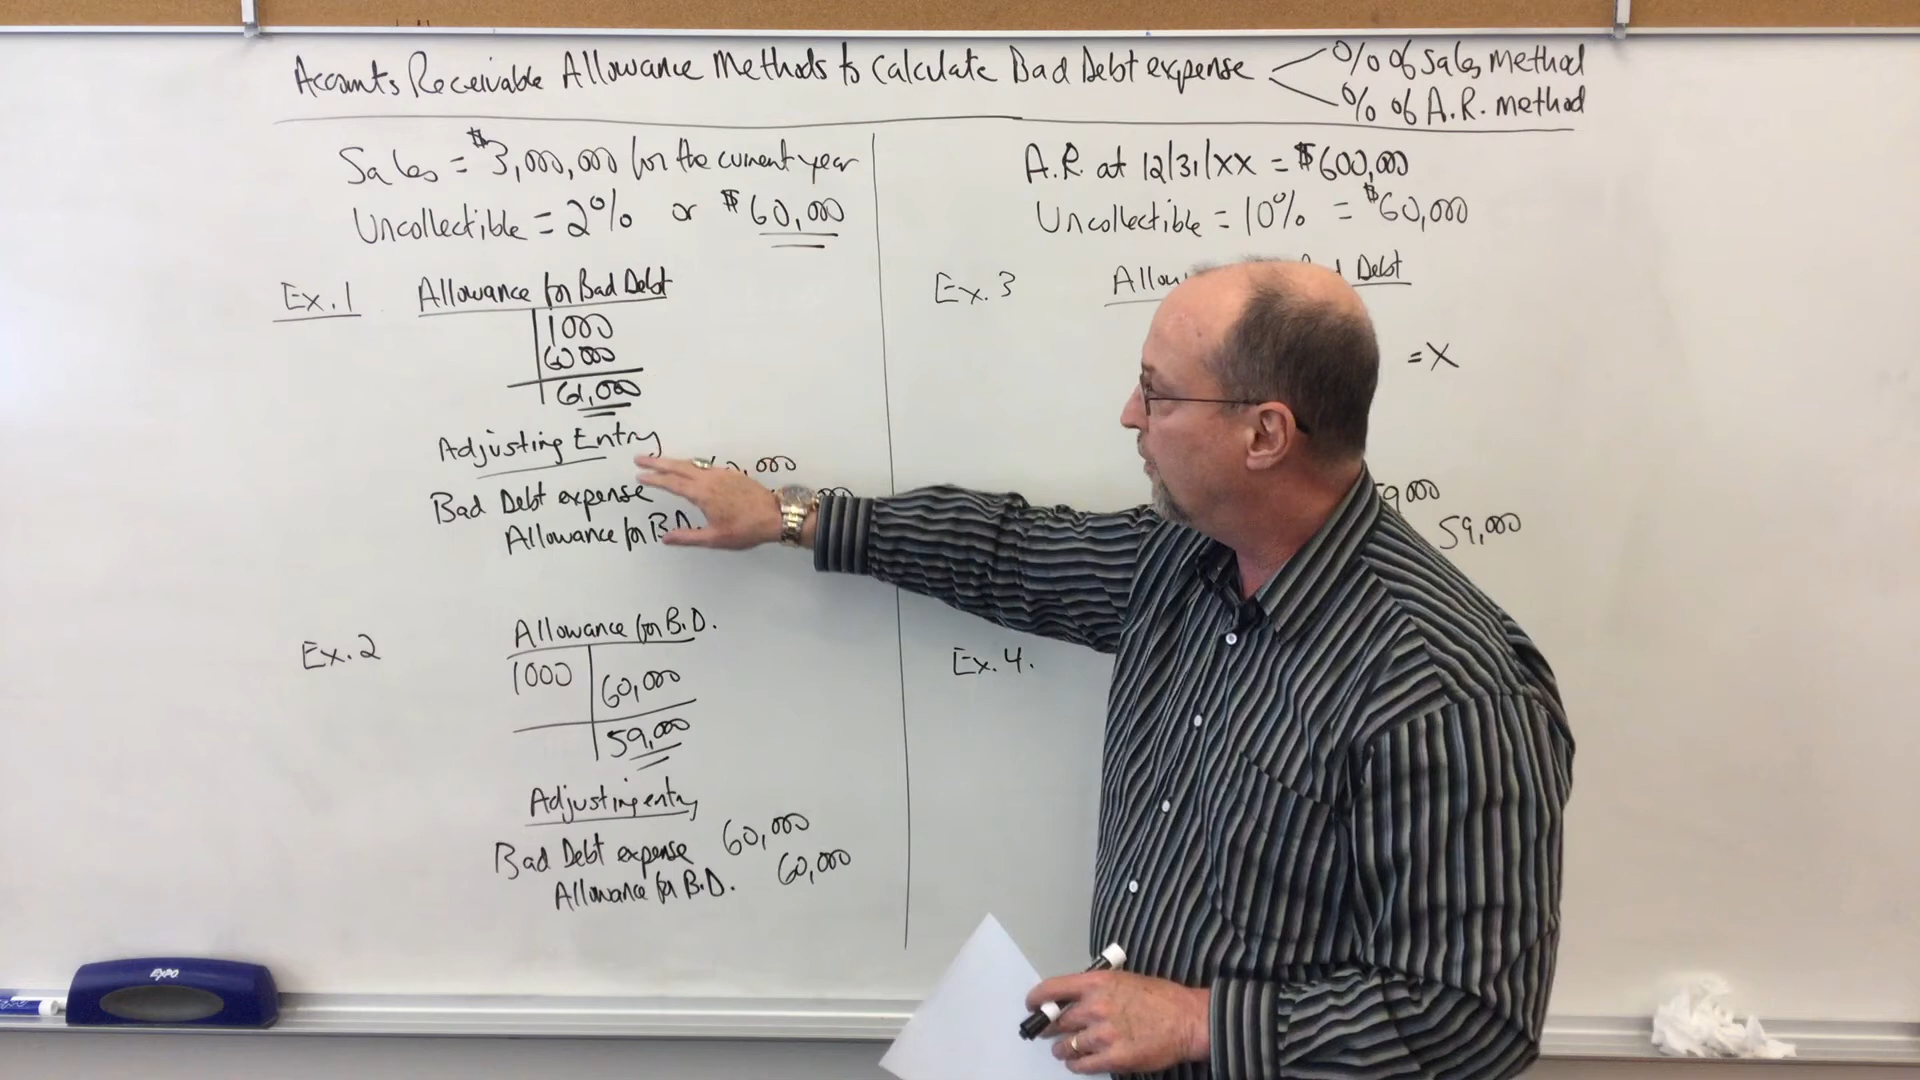 Accounts Receivable Allowance Methods to Calculate Bad Debt expense
% of Sales Method
% of A.R. method
Sales = $3,000,000 for the current year
Uncollectible = 2% or $60,000
Ex. 1 Allowance for Bad Debt
1000
60000
61,000
Adjusting Entry
Bad Debt expense
Allowance for B.D.
Ex. 2 Allowance for B.D.
1000
60,000
59,000
Adjusting entry
Bad Debt expense 60,000
Allowance for B.D. 60,000
A.R. at 12/31/XX = $600,000
Uncollectible = 10% = $60,000
Ex. 3 Debt
= X
59,000
Ex. 4.
EXPO